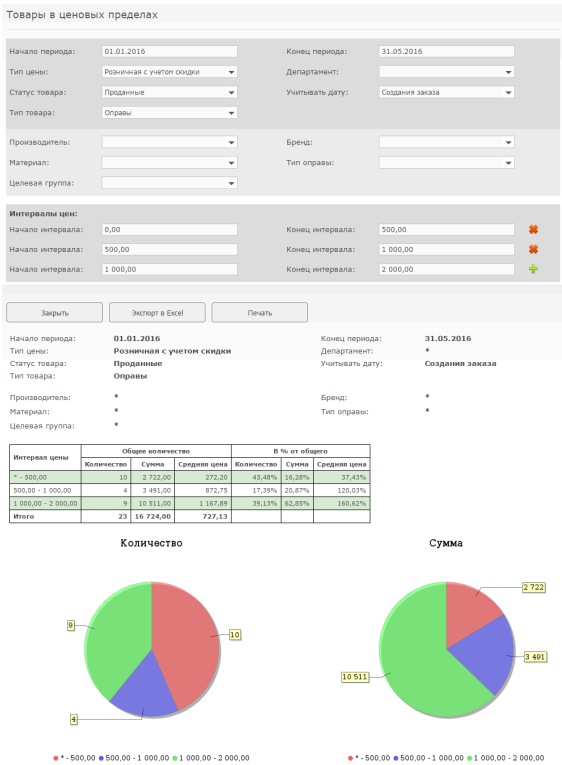 Товары в ценовых пределах
Начало периода: 01.01.2016 Конец периода: 31.05.2016
Тип цены: Розничная с учетом скидки Департамент:
Статус товара: Проданные Учитывать дату: Создания заказа
Тип товара: Оправы
Производитель: Бренд:
Материал: Тип оправы:
Целевая группа:
Интервалы цен:
Начало интервала: 0,00 Конец интервала: 500,00
Начало интервала: 500,00 Конец интервала: 1 000,00
Начало интервала: 1 000,00 Конец интервала: 2 000,00
Закрыть Экспорт в Excel Печать
Начало периода: 01.01.2016 Конец периода: 31.05.2016
Тип цены: Розничная с учетом скидки Департамент: *
Статус товара: Проданные Учитывать дату: Создания заказа
Тип товара: Оправы
Производитель: * Бренд: *
Материал: * Тип оправы: *
Целевая группа: *
Интервал цены Общее количество В % от общего
Количество Сумма Средняя цена Количество Сумма Средняя цена
* - 500,00 10 2 722,00 272,20 43,48% 16,28% 37,43%
500,00 - 1 000,00 4 3 491,00 872,75 17,39% 20,87% 120,03%
1 000,00 - 2 000,00 9 10 511,00 1 167,89 39,13% 62,85% 160,62%
Итого 23 16 724,00 727,13
Количество Сумма
2 722
9
10
3 491
10 511
4
* - 500,00 500,00 - 1 000,00 1 000,00 - 2 000,00 * - 500,00 500,00 - 1 000,00 1 000,00 - 2 000,00